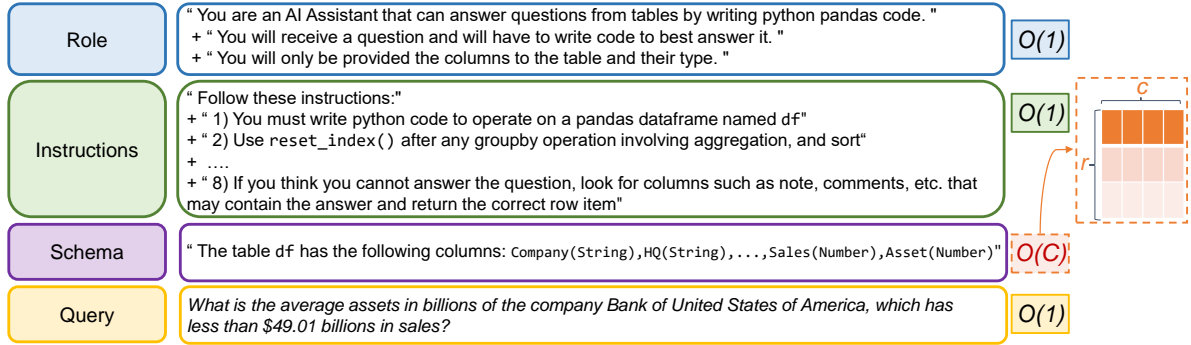 Role
“ You are an AI Assistant that can answer questions from tables by writing python pandas code. "
+ “ You will receive a question and will have to write code to best answer it. "
+ “ You will only be provided the columns to the table and their type. "
O(1)
Instructions
“ Follow these instructions:"
+ “ 1) You must write python code to operate on a pandas dataframe named df"
+ “ 2) Use reset_index() after any groupby operation involving aggregation, and sort“
+ ....
+ “ 8) If you think you cannot answer the question, look for columns such as note, comments, etc. that
may contain the answer and return the correct row item"
O(1)
c
r
Schema
“ The table df has the following columns: Company(String),HQ(String),...,Sales(Number),Asset(Number)"
O(C)
Query
What is the average assets in billions of the company Bank of United States of America, which has
less than $49.01 billions in sales?
O(1)